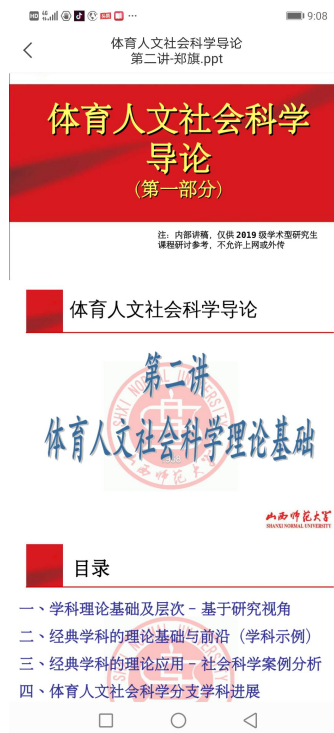 9:08
体育人文社会科学导论
第二讲-郑旗.ppt
体育人文社会科学
导论
(第一部分)
注：内部讲稿，仅供 2019 级学术型研究生
课程研讨参考，不允许上网或外传
体育人文社会科学导论
第二讲
体育人文社会科学理论基础
山西师范大学
SHANXI NORMAL UNIVERSITY
目录
一、学科理论基础及层次－基于研究视角
二、经典学科的理论基础与前沿（学科示例）
三、经典学科的理论应用－社会科学案例分析
四、体育人文社会科学分支学科进展